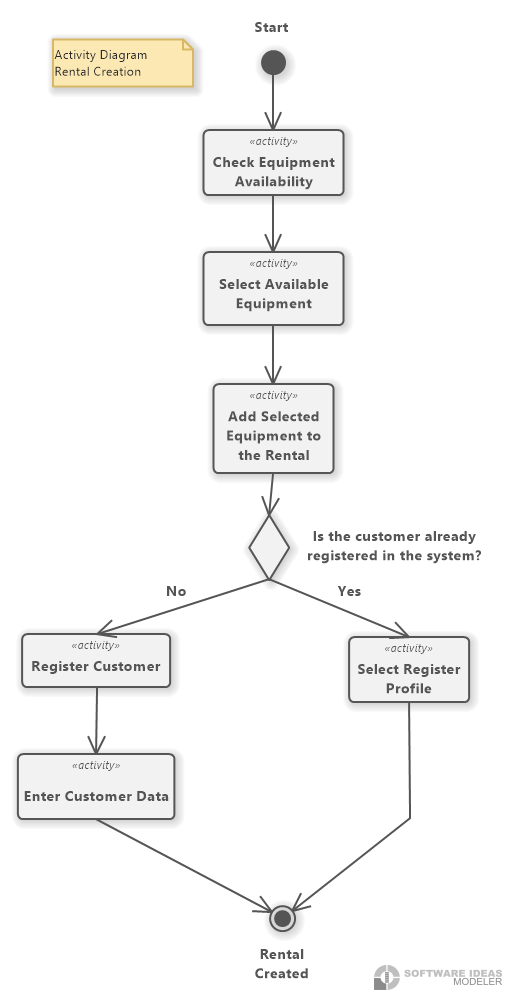 Start
Activity Diagram
Rental Creation
«activity»
Check Equipment
Availability
«activity»
Select Available
Equipment
«activity»
Add Selected
Equipment to
the Rental
Is the customer already
registered in the system?
No
Yes
«activity»
Register Customer
«activity»
Select Register
Profile
«activity»
Enter Customer Data
Rental
Created
SOFTWARE IDEAS
MODELER